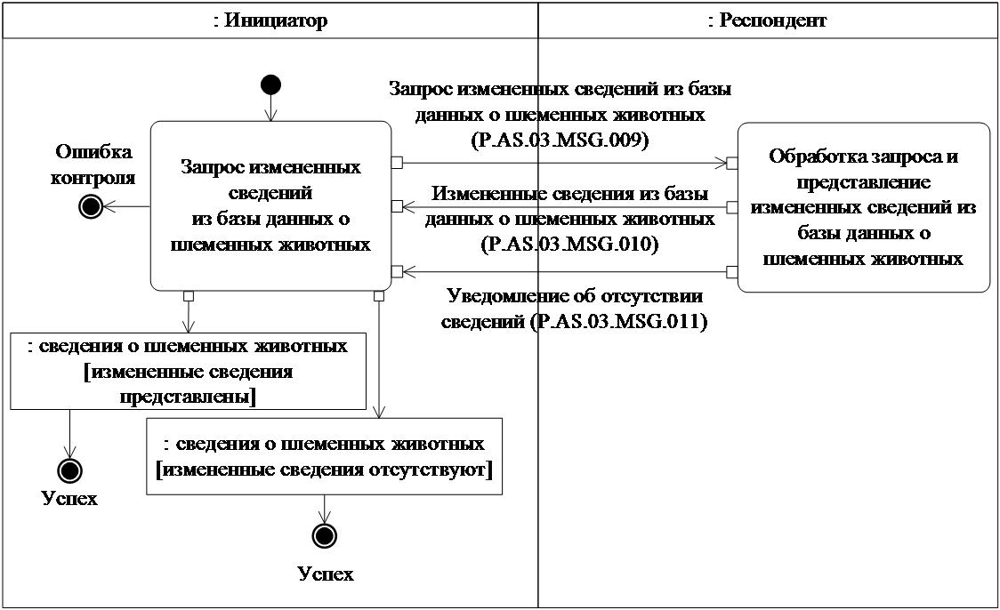 : Инициатор
: Респондент
Запрос измененных сведений из базы
данных о племенных животных
(P.AS.03.MSG.009)
Ошибка
контроля
Запрос измененных
сведений
из базы данных о
племенных животных
Обработка запроса и
представление
измененных сведений из
базы данных о
племенных животных
Измененные сведения из базы
данных о племенных животных
(P.AS.03.MSG.010)
Уведомление об отсутствии
сведений (P.AS.03.MSG.011)
: сведения о племенных животных
[измененные сведения
представлены]
: сведения о племенных животных
[измененные сведения отсутствуют]
Успех
Успех